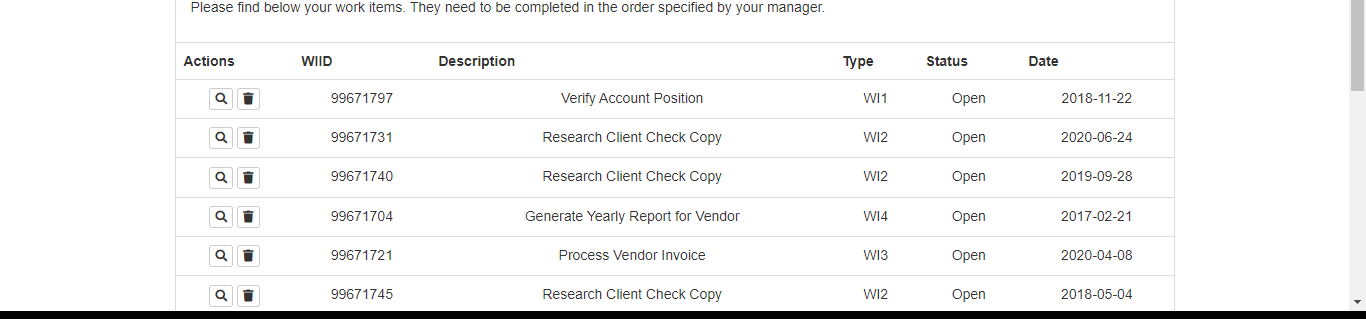 Please find below your work items. They need to be completed in the order specified by your manager.
Actions WIID Description Type Status Date
99671797 Verify Account Position WI1 Open 2018-11-22
99671731 Research Client Check Copy WI2 Open 2020-06-24
99671740 Research Client Check Copy WI2 Open 2019-09-28
99671704 Generate Yearly Report for Vendor WI4 Open 2017-02-21
99671721 Process Vendor Invoice WI3 Open 2020-04-08
99671745 Research Client Check Copy WI2 Open 2018-05-04